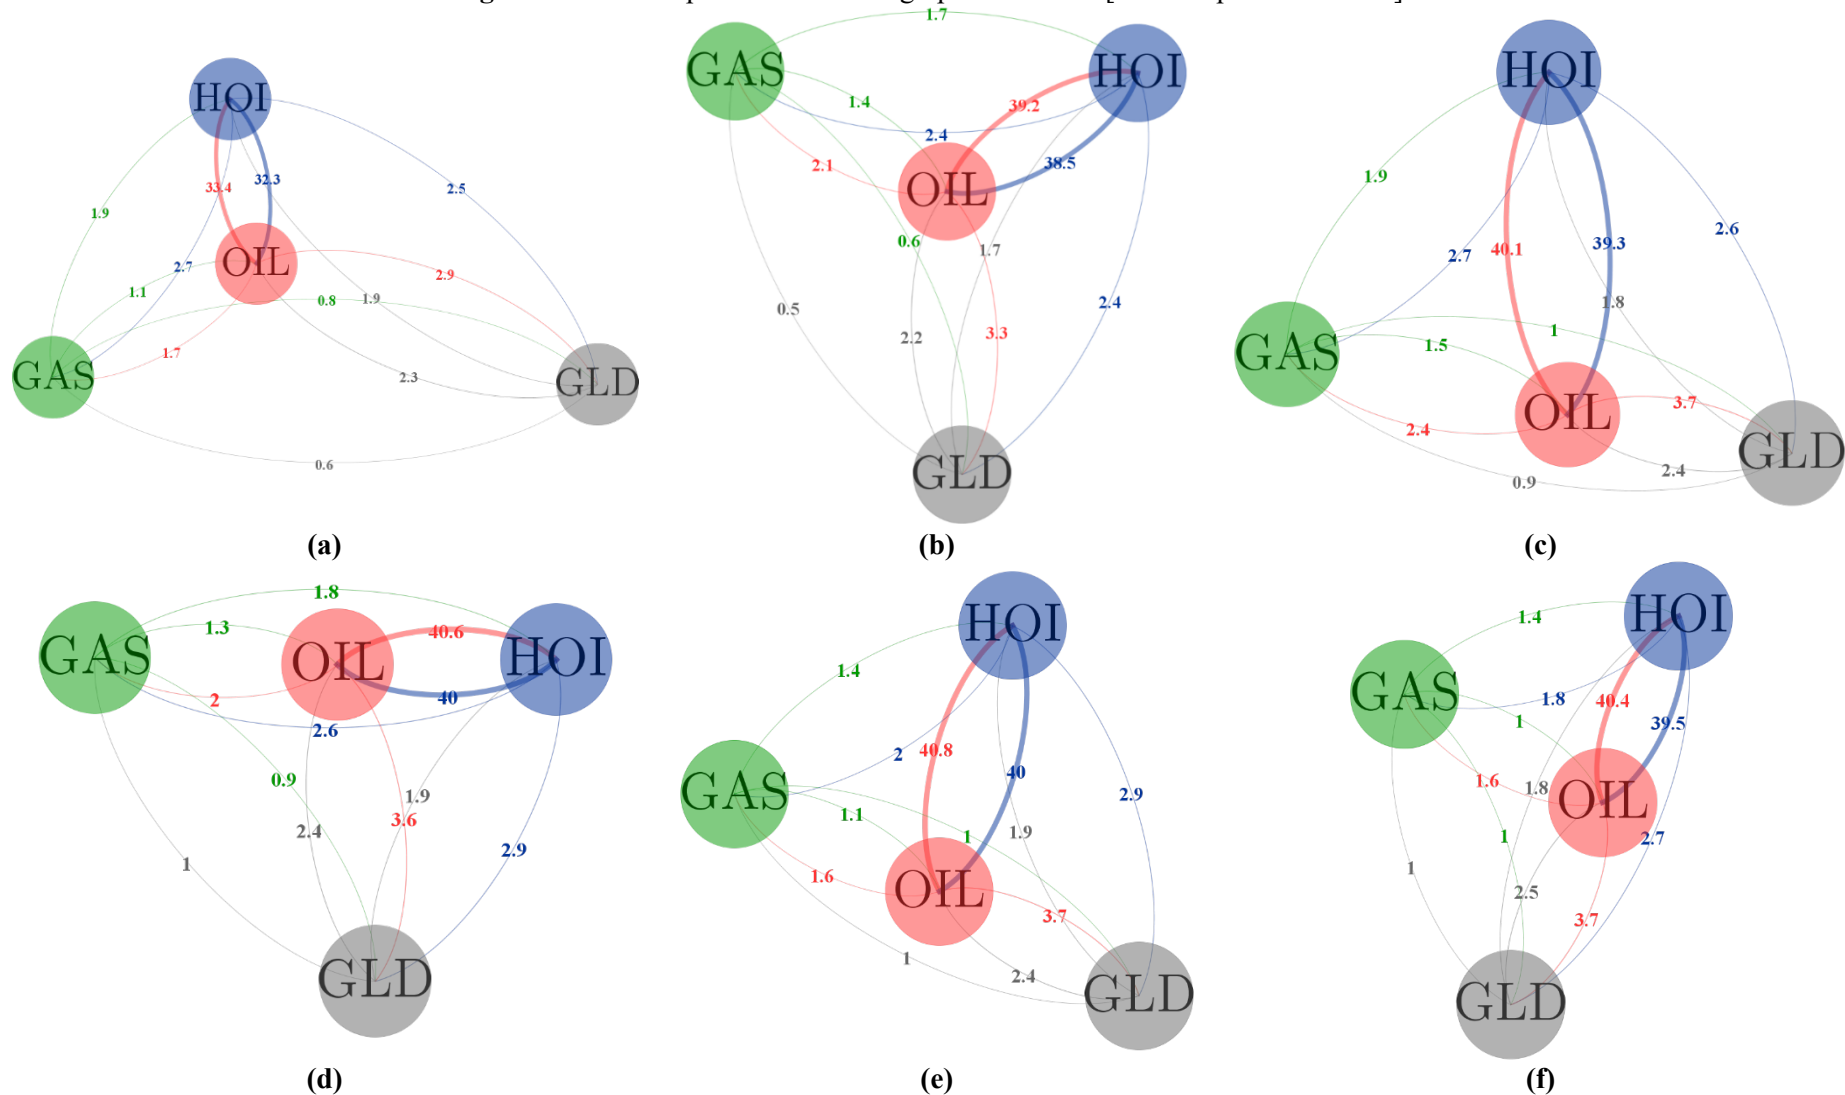 HOI
33.4
32.3
2.5
1.9
2.7
OIL
1.1
2.9
0.8
1.9
1.7
GAS
2.3
GLD
0.6
(a)
1.7
GAS
HOI
1.4
39.2
2.4
2.1
38.5
OIL
0.6
1.7
0.5
2.2
3.3
2.4
GLD
(b)
HOI
1.9
2.7
40.1
39.3
2.6
1.8
GAS
1.5
1
OIL
3.7
2.4
GLD
2.4
0.9
(c)
1.8
1.3
40.6
GAS
OIL
HOI
2
40
2.6
0.9
1.9
2.4
3.6
1
2.9
GLD
(d)
HOI
1.4
2
40.8
40
2.9
GAS
1.1
1
1.9
1.6
OIL
3.7
1
2.4
GLD
(e)
HOI
1.4
GAS
1.8
40.4
1
39.5
1.6
1.8
OIL
1
2.7
1
2.5
3.7
GLD
(f)